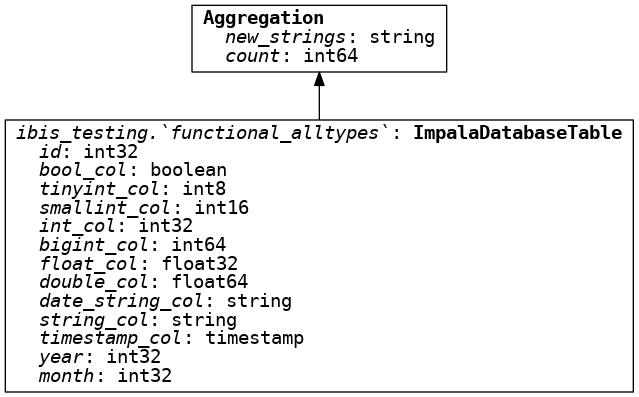 Aggregation
new_strings: string
count: int64
ibis_testing.`functional_alltypes`: ImpalaDatabaseTable
id: int32
bool_col: boolean
tinyint_col: int8
smallint_col: int16
int_col: int32
bigint_col: int64
float_col: float32
double_col: float64
date_string_col: string
string_col: string
timestamp_col: timestamp
year: int32
month: int32